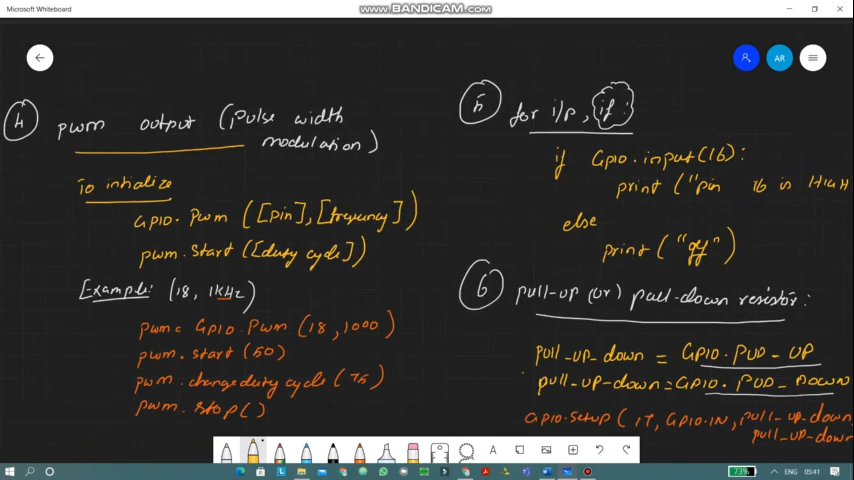 Microsoft Whiteboard
www.BANDICAM.com
AR
4
pwm output (Pulse width
modulation)
To initialize
GPIO.Pwm ([pin],[frequency])
pwm.Start ([duty cycle])
Example: (18, 1KHz)
pwm= GPIO.Pwm (18,1000)
pwm.start (50)
pwm.change duty cycle (75)
pwm.stop()
5
for i/p, if:
if GPIO.input(16):
print ("pin 16 is HIGH
else
print (" ")
6
pull-up (or) pull-down resistor:
pull_up_down = GPIO.PUD_UP
pull_UP_down = GPIO.PUD_DOWN
GPIO.setup (17, GPIO.IN, pull_up_down
pull_up_down
A
73%
ENG 05:41